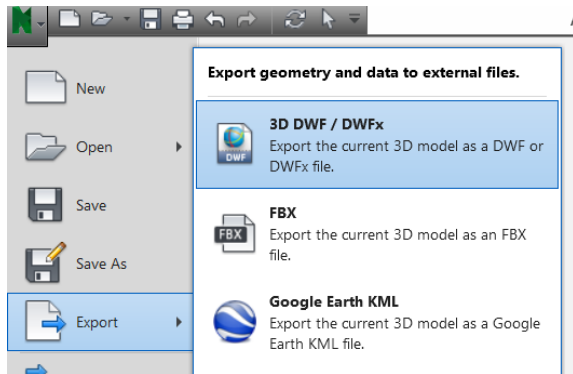 New
Open
Save
Save As
Export
Export geometry and data to external files.
3D DWF / DWFx
Export the current 3D model as a DWF or
DWFx file.
DWF
FBX
Export the current 3D model as an FBX
file.
FBX
Google Earth KML
Export the current 3D model as a Google
Earth KML file.